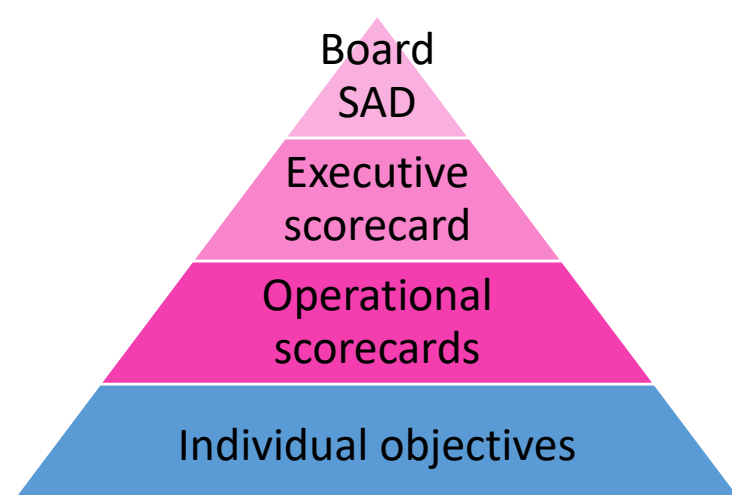 Board
SAD
Executive
scorecard
Operational
scorecards
Individual objectives